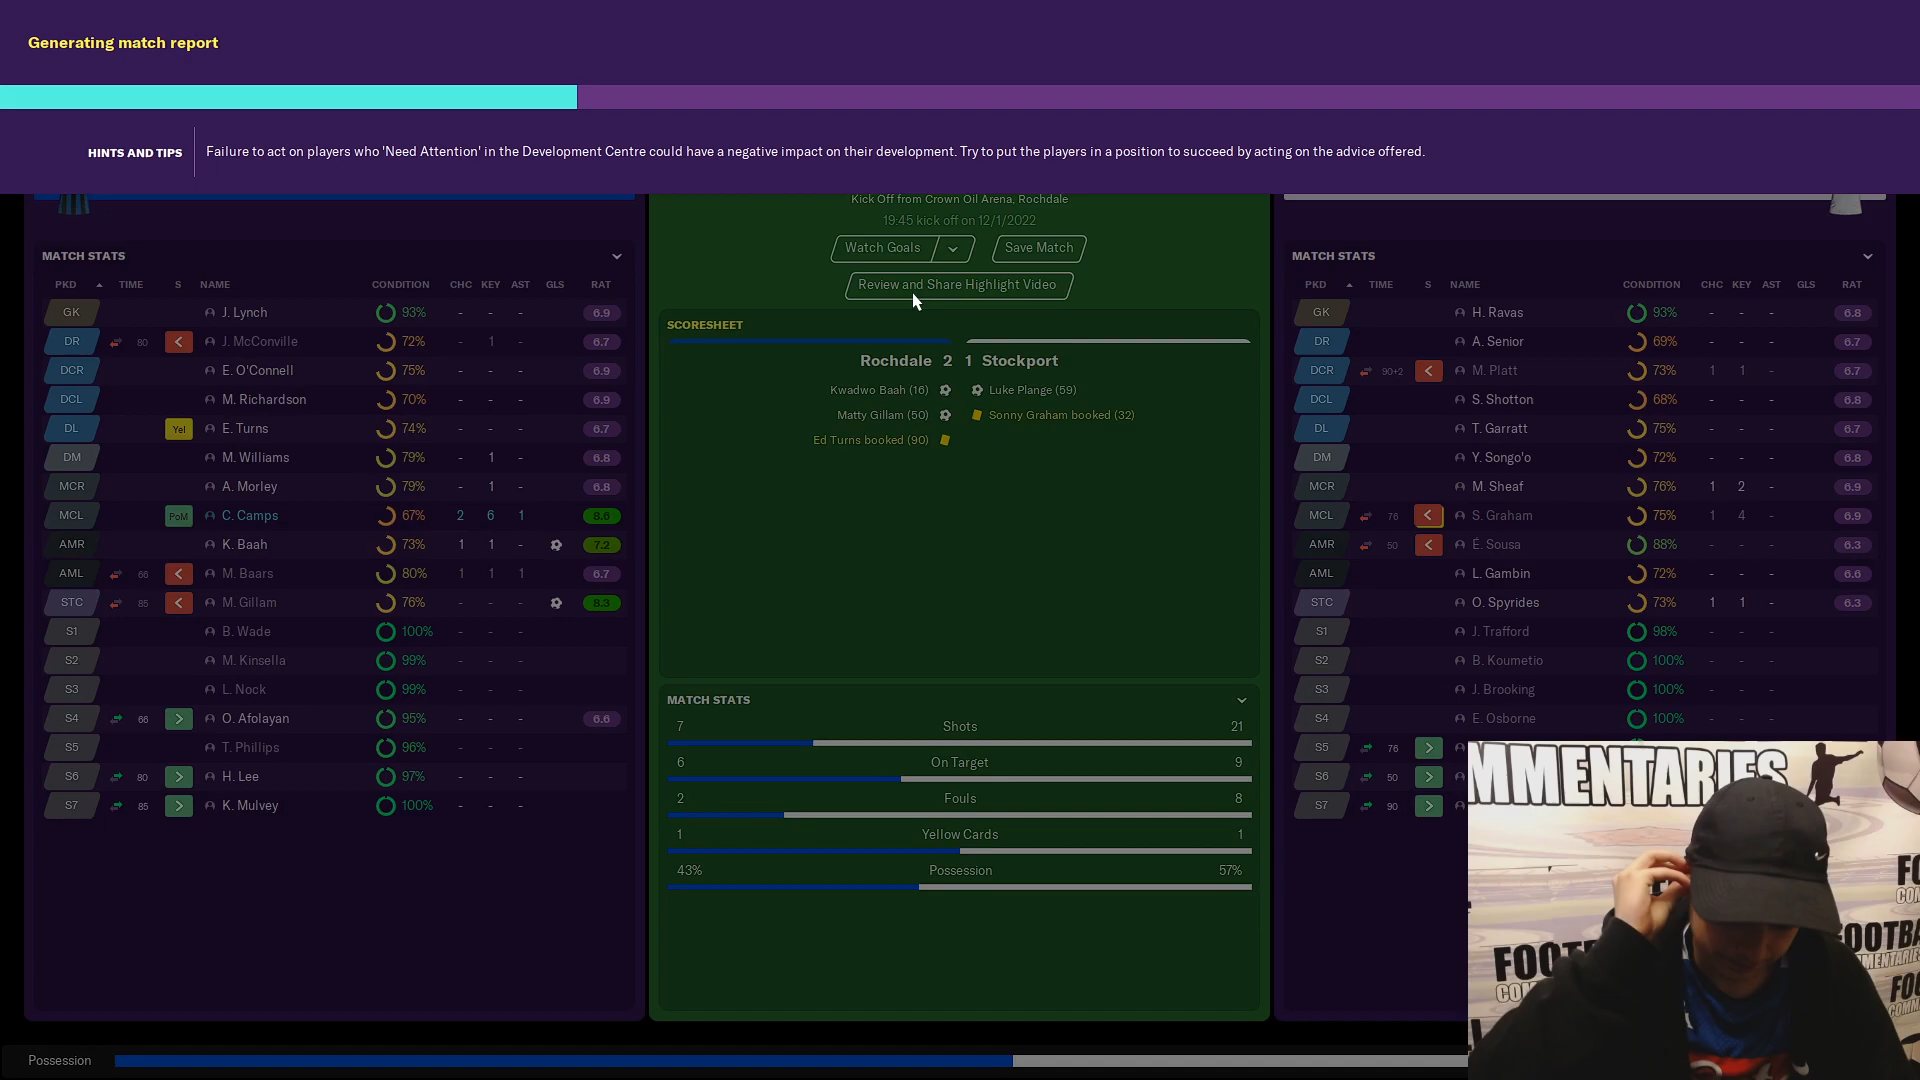 Generating match report
HINTS AND TIPS
Failure to act on players who 'Need Attention' in the Development Centre could have a negative impact on their development. Try to put the players in a position to succeed by acting on the advice offered.
Kick Off from Crown Oil Arena, Rochdale
19:45 kick off on 12/1/2022
Watch Goals
Save Match
Review and Share Highlight Video
MATCH STATS
PKD TIME S NAME CONDITION CHC KEY AST GLS RAT
GK J. Lynch 93% - - - 6.9
DR 80 J. McConville 72% - 1 - 6.7
DCR E. O'Connell 75% - - - 6.9
DCL M. Richardson 70% - - - 6.9
DL Yel E. Turns 74% - - - 6.7
DM M. Williams 79% - 1 - 6.8
MCR A. Morley 79% - 1 - 6.8
MCL PoM C. Camps 67% 2 6 1 8.6
AMR K. Baah 73% 1 1 - 7.2
AML 66 M. Baars 80% 1 1 1 6.7
STC 85 M. Gillam 76% - - - 8.3
S1 B. Wade 100% - - -
S2 M. Kinsella 99% - - -
S3 L. Nock 99% - - -
S4 66 O. Afolayan 95% - - - 6.6
S5 T. Phillips 96% - - -
S6 80 H. Lee 97% - - -
S7 85 K. Mulvey 100% - - -
SCORESHEET
Rochdale 2 1 Stockport
Kwadwo Baah (16) Luke Plange (59)
Matty Gillam (50) Sonny Graham booked (32)
Ed Turns booked (90)
MATCH STATS
7 Shots 21
6 On Target 9
2 Fouls 8
1 Yellow Cards 1
43% Possession 57%
MATCH STATS
PKD TIME S NAME CONDITION CHC KEY AST GLS RAT
GK H. Ravas 93% - - - 6.8
DR A. Senior 69% - - - 6.7
DCR 90+2 M. Platt 73% 1 1 - 6.7
DCL S. Shotton 68% - - - 6.8
DL T. Garratt 75% - - - 6.7
DM Y. Songo'o 72% - - - 6.8
MCR M. Sheaf 76% 1 2 - 6.9
MCL 76 S. Graham 75% 1 4 - 6.9
AMR 50 É. Sousa 88% - - - 6.3
AML L. Gambin 72% - - - 6.6
STC O. Spyrides 73% 1 1 - 6.3
S1 J. Trafford 98% - - -
S2 B. Koumetio 100% - - -
S3 J. Brooking 100% - - -
S4 E. Osborne 100% - - -
S5 76
S6 50
S7 90
Possession
MMENTARIES